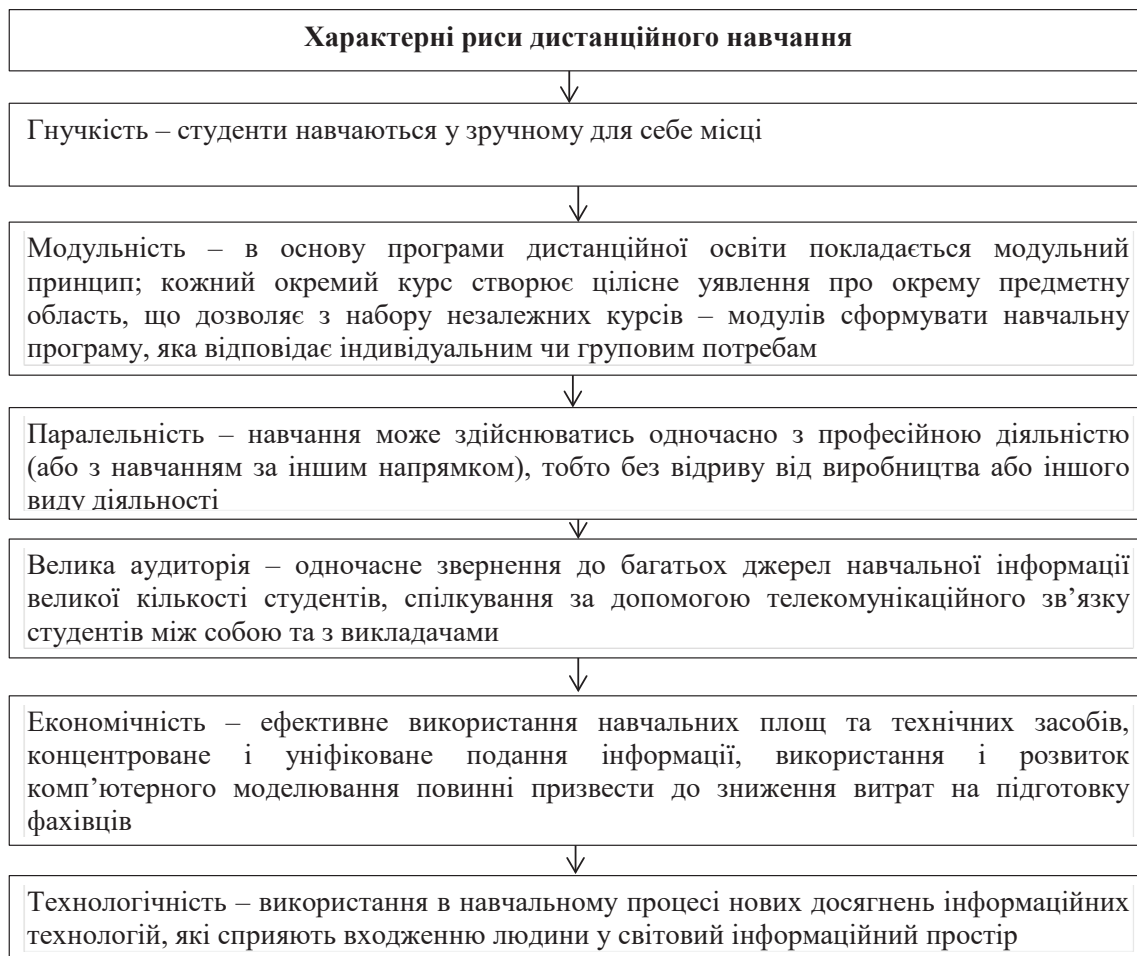 Характерні риси дистанційного навчання
Гнучкість – студенти навчаються у зручному для себе місці
Модульність – в основу програми дистанційної освіти покладається модульний
принцип; кожний окремий курс створює цілісне уявлення про окрему предметну
область, що дозволяє з набору незалежних курсів – модулів сформувати навчальну
програму, яка відповідає індивідуальним чи груповим потребам
Паралельність – навчання може здійснюватись одночасно з професійною діяльністю
(або з навчанням за іншим напрямком), тобто без відриву від виробництва або іншого
виду діяльності
Велика аудиторія – одночасне звернення до багатьох джерел навчальної інформації
великої кількості студентів, спілкування за допомогою телекомунікаційного зв’язку
студентів між собою та з викладачами
Економічність – ефективне використання навчальних площ та технічних засобів,
концентроване і уніфіковане подання інформації, використання і розвиток
комп’ютерного моделювання повинні призвести до зниження витрат на підготовку
фахівців
Технологічність – використання в навчальному процесі нових досягнень інформаційних
технологій, які сприяють входженню людини у світовий інформаційний простір